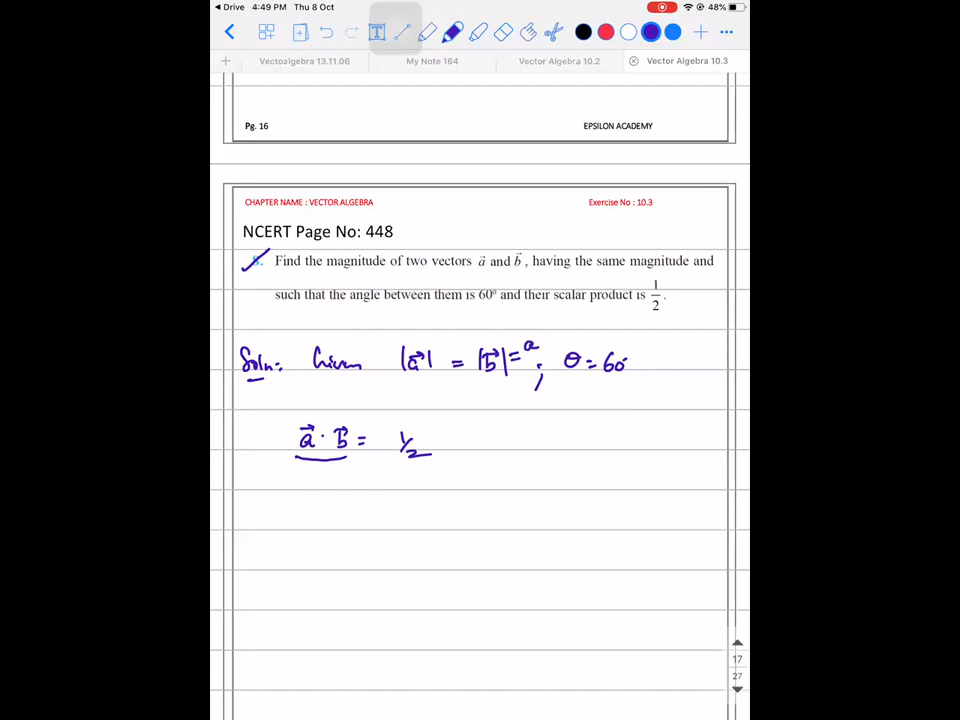 Drive 4:49 PM Thu 8 Oct 48%
Vectoalgebra 13.11.06 My Note 164 Vector Algebra 10.2 Vector Algebra 10.3
Pg. 16 EPSILON ACADEMY
CHAPTER NAME : VECTOR ALGEBRA Exercise No : 10.3
NCERT Page No: 448
8. Find the magnitude of two vectors a⃗ and b⃗ , having the same magnitude and
such that the angle between them is 60° and their scalar product is 1/2 .
Soln: Given |a⃗| = |b⃗| = a ; θ = 60°
a⃗ · b⃗ = 1/2
17
27